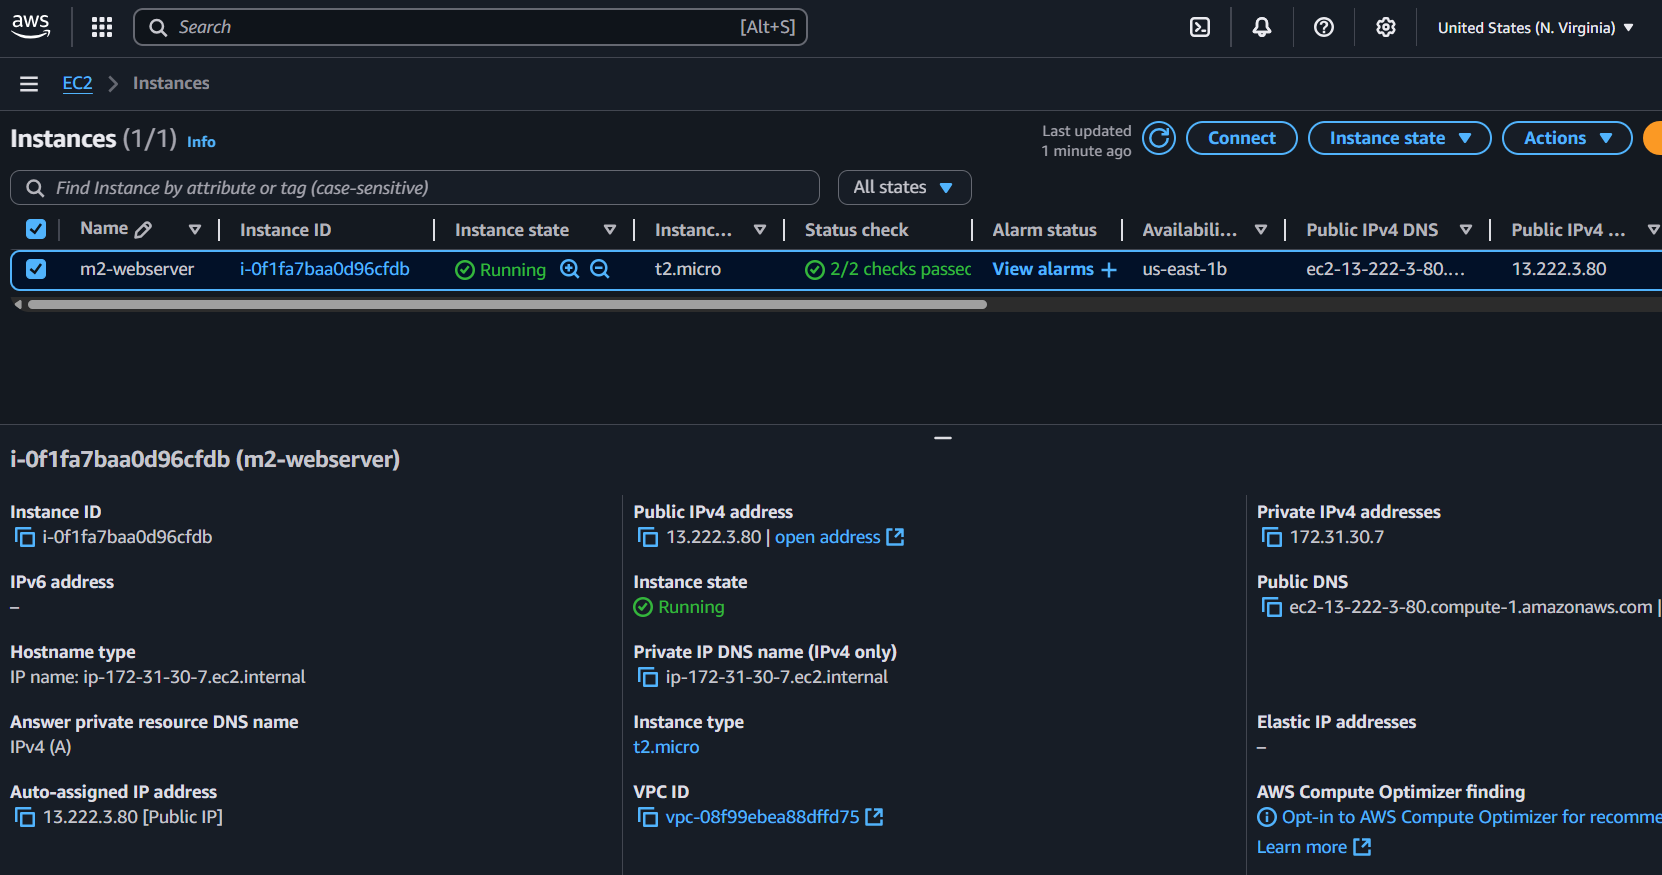 aws
Search [Alt+S]
United States (N. Virginia)
EC2 Instances
Instances (1/1) Info
Last updated
1 minute ago
Connect
Instance state
Actions
Find Instance by attribute or tag (case-sensitive)
All states
Name Instance ID Instance state Instanc... Status check Alarm status Availabili... Public IPv4 DNS Public IPv4 ...
m2-webserver i-0f1fa7baa0d96cfdb Running t2.micro 2/2 checks passec View alarms + us-east-1b ec2-13-222-3-80.... 13.222.3.80
i-0f1fa7baa0d96cfdb (m2-webserver)
Instance ID
i-0f1fa7baa0d96cfdb
IPv6 address
–
Hostname type
IP name: ip-172-31-30-7.ec2.internal
Answer private resource DNS name
IPv4 (A)
Auto-assigned IP address
13.222.3.80 [Public IP]
Public IPv4 address
13.222.3.80 | open address
Instance state
Running
Private IP DNS name (IPv4 only)
ip-172-31-30-7.ec2.internal
Instance type
t2.micro
VPC ID
vpc-08f99ebea88dffd75
Private IPv4 addresses
172.31.30.7
Public DNS
ec2-13-222-3-80.compute-1.amazonaws.com |
Elastic IP addresses
–
AWS Compute Optimizer finding
Opt-in to AWS Compute Optimizer for recomme
Learn more